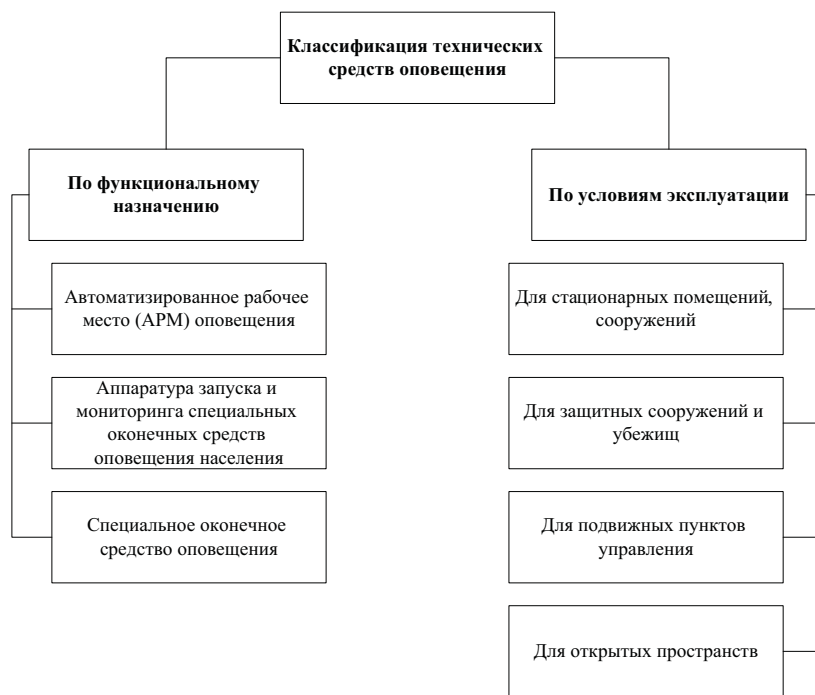 Классификация технических
средств оповещения
По функциональному
назначению
Автоматизированное рабочее
место (АРМ) оповещения
Аппаратура запуска и
мониторинга специальных
оконечных средств
оповещения населения
Специальное оконечное
средство оповещения
По условиям эксплуатации
Для стационарных помещений,
сооружений
Для защитных сооружений и
убежищ
Для подвижных пунктов
управления
Для открытых пространств